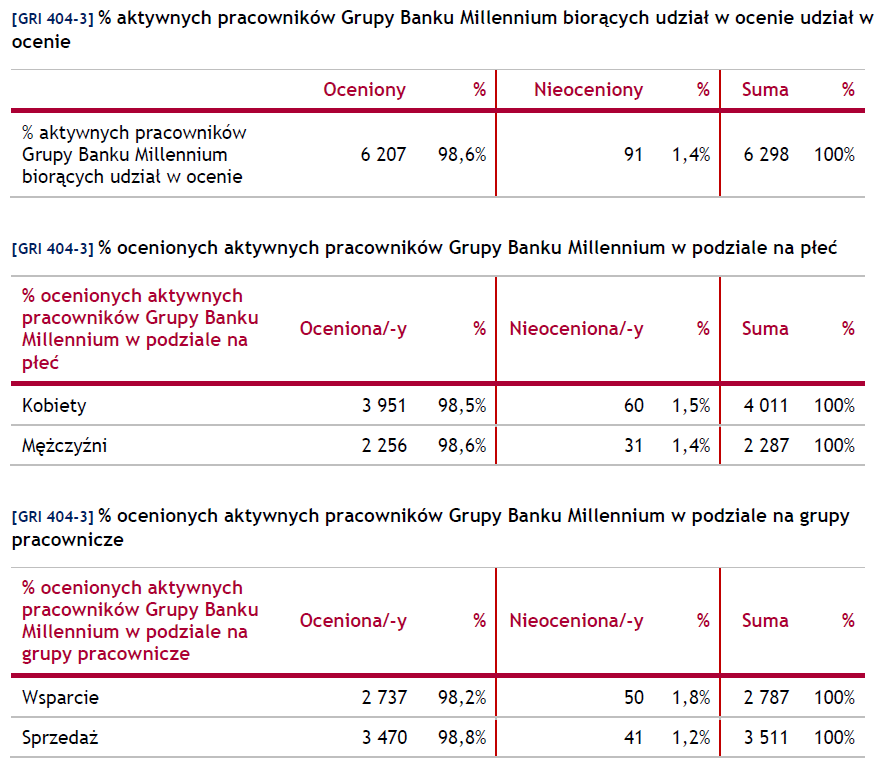 [GRI 404-3] % aktywnych pracowników Grupy Banku Millennium biorących udział w ocenie udział w
ocenie
Oceniony % Nieoceniony % Suma %
% aktywnych pracowników
Grupy Banku Millennium
biorących udział w ocenie
6 207 98,6% 91 1,4% 6 298 100%
[GRI 404-3] % ocenionych aktywnych pracowników Grupy Banku Millennium w podziale na płeć
% ocenionych aktywnych
pracowników Grupy Banku
Millennium w podziale na
płeć
Oceniona/-y % Nieoceniona/-y % Suma %
Kobiety 3 951 98,5% 60 1,5% 4 011 100%
Mężczyźni 2 256 98,6% 31 1,4% 2 287 100%
[GRI 404-3] % ocenionych aktywnych pracowników Grupy Banku Millennium w podziale na grupy
pracownicze
% ocenionych aktywnych
pracowników Grupy Banku
Millennium w podziale na
grupy pracownicze
Oceniona/-y % Nieoceniona/-y % Suma %
Wsparcie 2 737 98,2% 50 1,8% 2 787 100%
Sprzedaż 3 470 98,8% 41 1,2% 3 511 100%